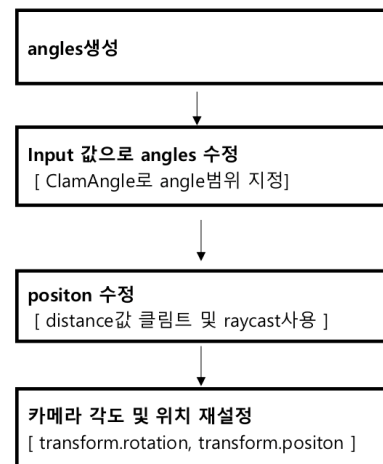 angles생성
Input 값으로 angles 수정
[ ClamAngle로 angle범위 지정]
positon 수정
[ distance값 클림트 및 raycast사용 ]
카메라 각도 및 위치 재설정
[ transform.rotation, transform.positon ]